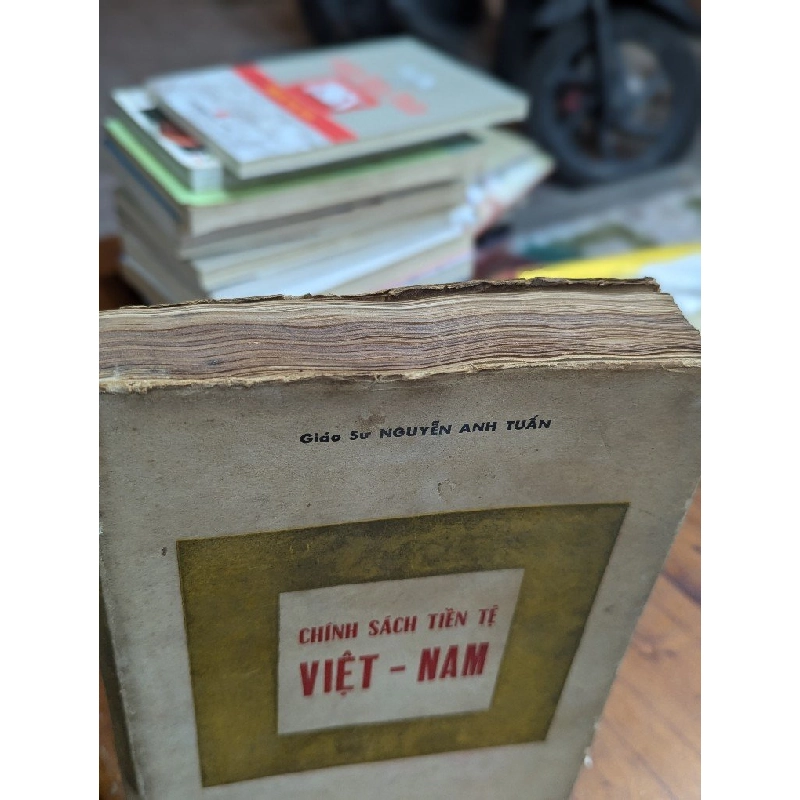 Giáo Sư NGUYỄN ANH TUẤN
CHÍNH SÁCH TIỀN TỆ
VIỆT - NAM